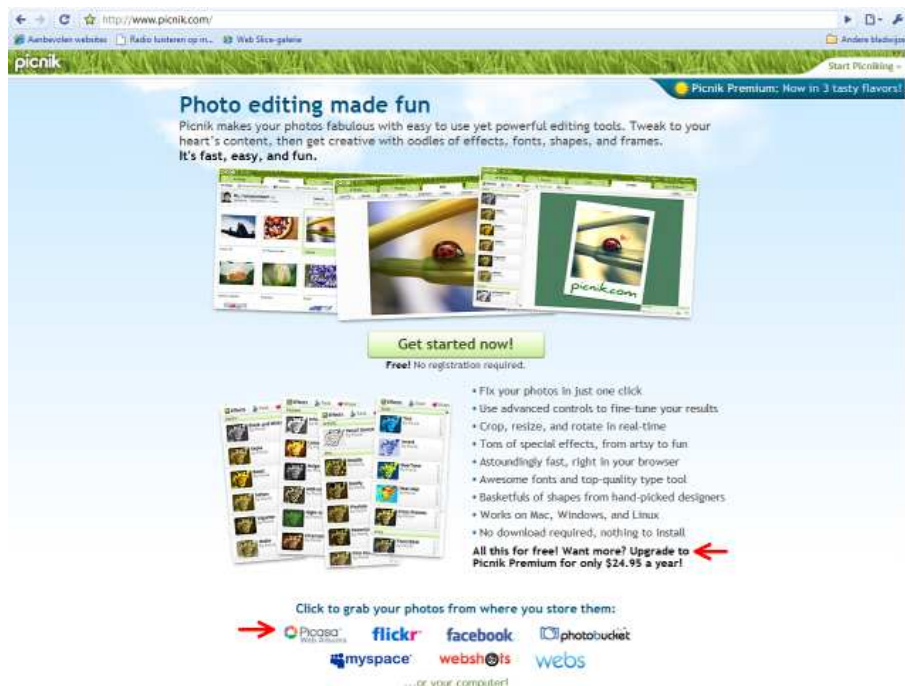 http://www.picnik.com/
Aanbevolen websites Radio luisteren op in... Web Slice-galerie Andere bladwijze
picnik
Start Picniking »
Picnik Premium: Now in 3 tasty flavors!
Photo editing made fun
Picnik makes your photos fabulous with easy to use yet powerful editing tools. Tweak to your
heart's content, then get creative with oodles of effects, fonts, shapes, and frames.
It's fast, easy, and fun.
picnik.com
Get started now!
Free! No registration required.
• Fix your photos in just one click
• Use advanced controls to fine-tune your results
• Crop, resize, and rotate in real-time
• Tons of special effects, from artsy to fun
• Astoundingly fast, right in your browser
• Awesome fonts and top-quality type tool
• Basketfuls of shapes from hand-picked designers
• Works on Mac, Windows, and Linux
• No download required, nothing to install
All this for free! Want more? Upgrade to
Picnik Premium for only $24.95 a year!
Click to grab your photos from where you store them:
Picasa Web Albums flickr facebook photobucket
myspace webshots webs
...or your computer!